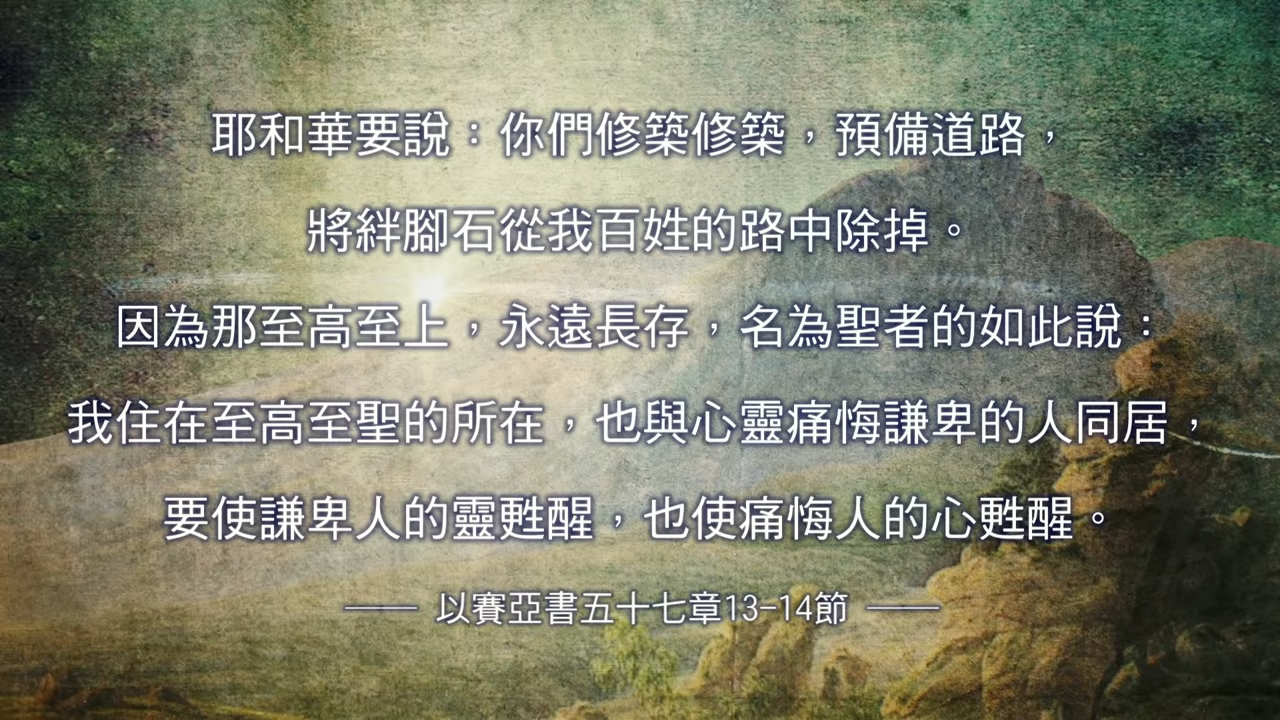 耶和華要說：你們修築修築，預備道路，
將絆腳石從我百姓的路中除掉。
因為那至高至上，永遠長存，名為聖者的如此說：
我住在至高至聖的所在，也與心靈痛悔謙卑的人同居，
要使謙卑人的靈甦醒，也使痛悔人的心甦醒。
—— 以賽亞書五十七章13-14節 ——